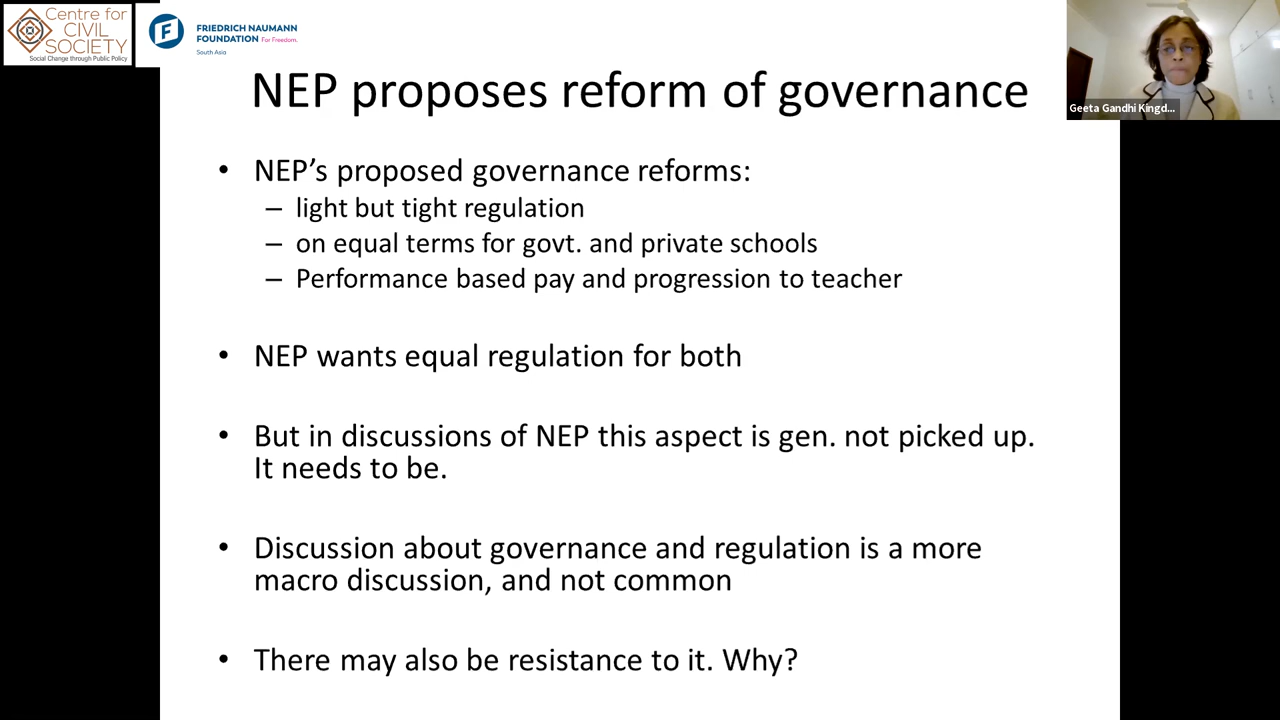 Centre for
CIVIL
SOCIETY
Social Change through Public Policy
FRIEDRICH NAUMANN
FOUNDATION For Freedom.
South Asia
Geeta Gandhi Kingd...
NEP proposes reform of governance
• NEP’s proposed governance reforms:
– light but tight regulation
– on equal terms for govt. and private schools
– Performance based pay and progression to teacher
• NEP wants equal regulation for both
• But in discussions of NEP this aspect is gen. not picked up.
It needs to be.
• Discussion about governance and regulation is a more
macro discussion, and not common
• There may also be resistance to it. Why?